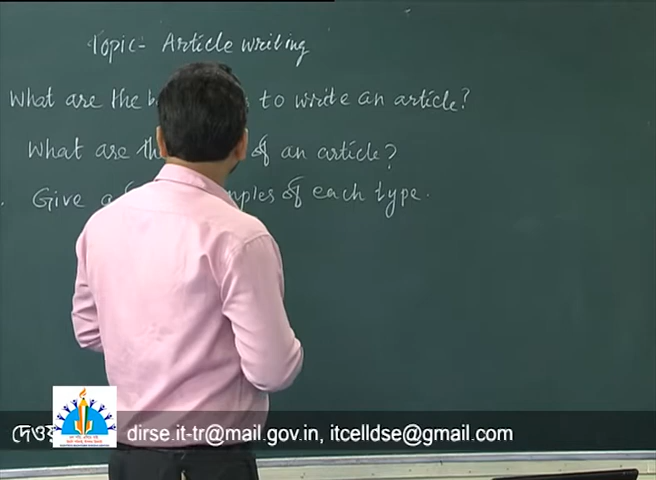 Topic- Article writing
What are the to write an article?
What are the of an article?
Give a of each type.
দেওয়া dirse.it-tr@mail.gov.in, itcelldse@gmail.com